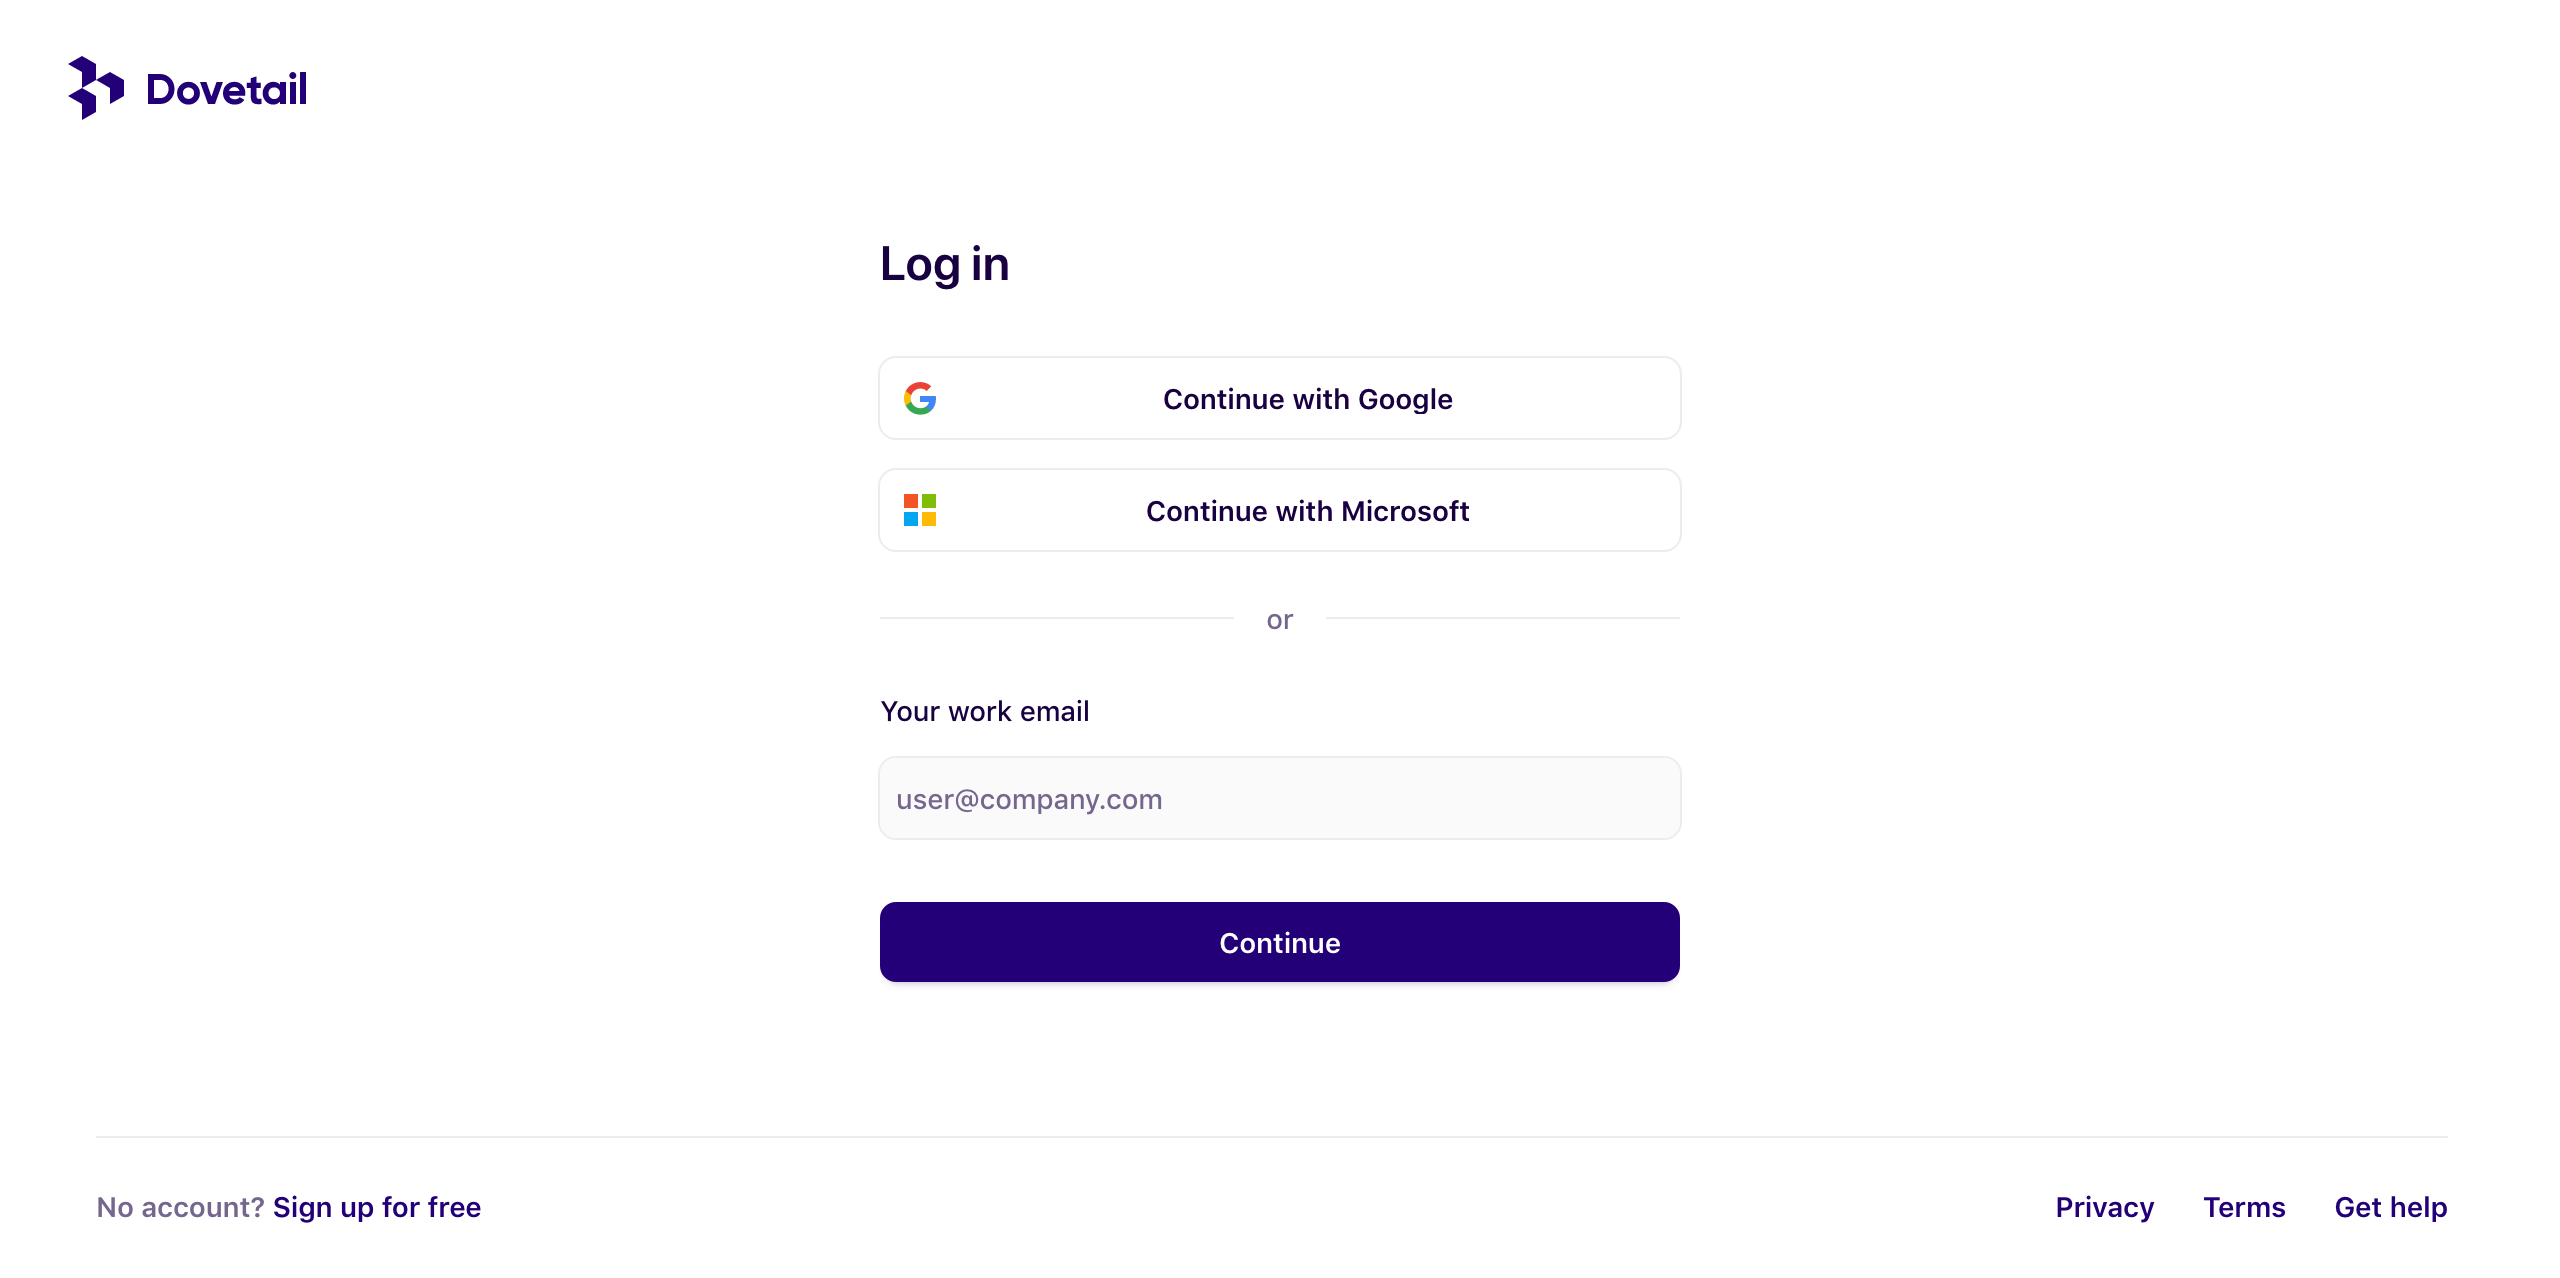 Dovetail
Log in
Continue with Google
Continue with Microsoft
or
Your work email
user@company.com
Continue
No account? Sign up for free
Privacy Terms Get help